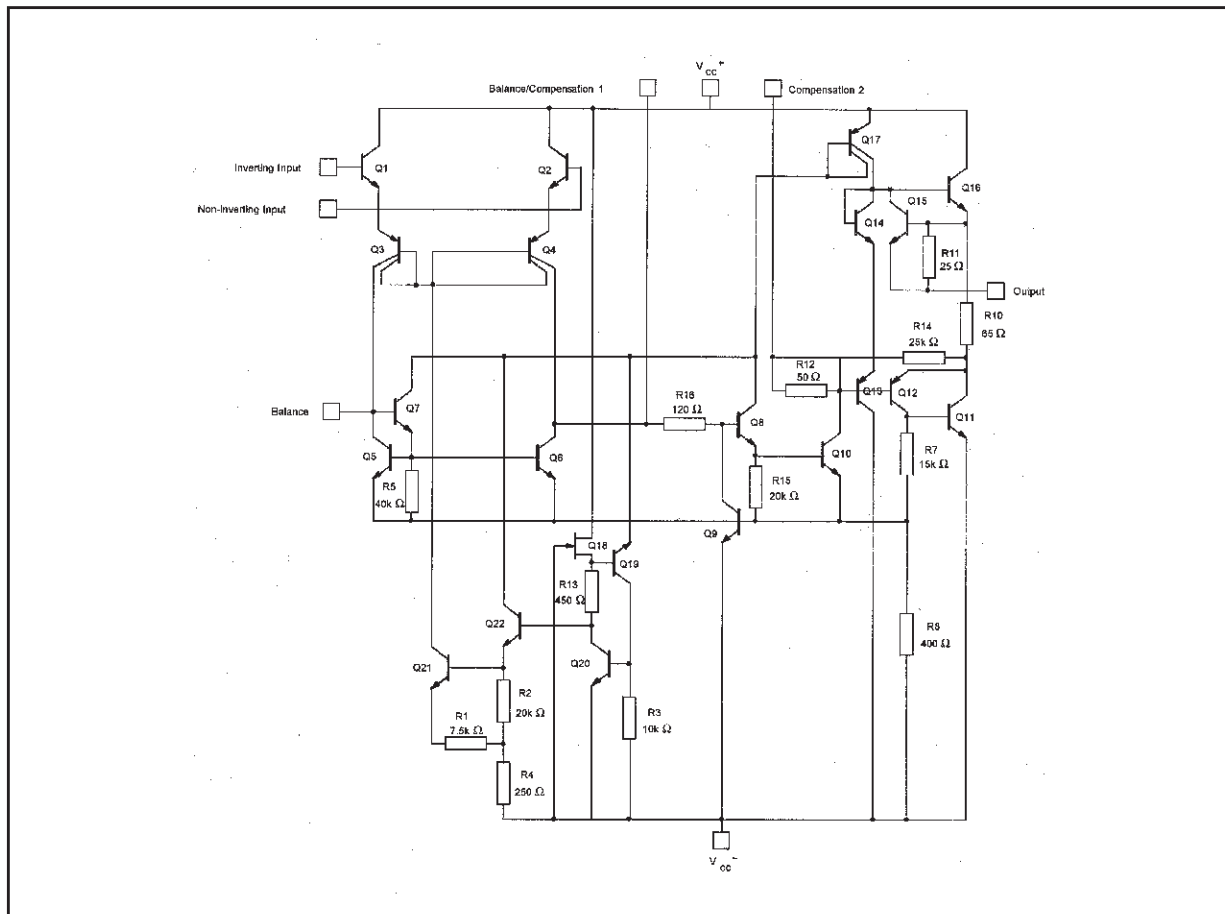 V CC +
Balance/Compensation 1
Compensation 2
Q17
Inverting Input
Q1
Q2
Q16
Q15
Non-Inverting Input
Q14
Q3
Q4
R11
25 Ω
Output
R10
65 Ω
R14
25k Ω
R12
50 Ω
Q13
Q12
Balance
Q7
R16
120 Ω
Q8
Q11
Q5
Q6
Q10
R7
15k Ω
R5
40k Ω
R15
20k Ω
Q9
Q18
Q19
R13
450 Ω
Q22
R6
400 Ω
Q21
Q20
R2
20k Ω
R3
10k Ω
R1
7.5k Ω
R4
250 Ω
V CC -